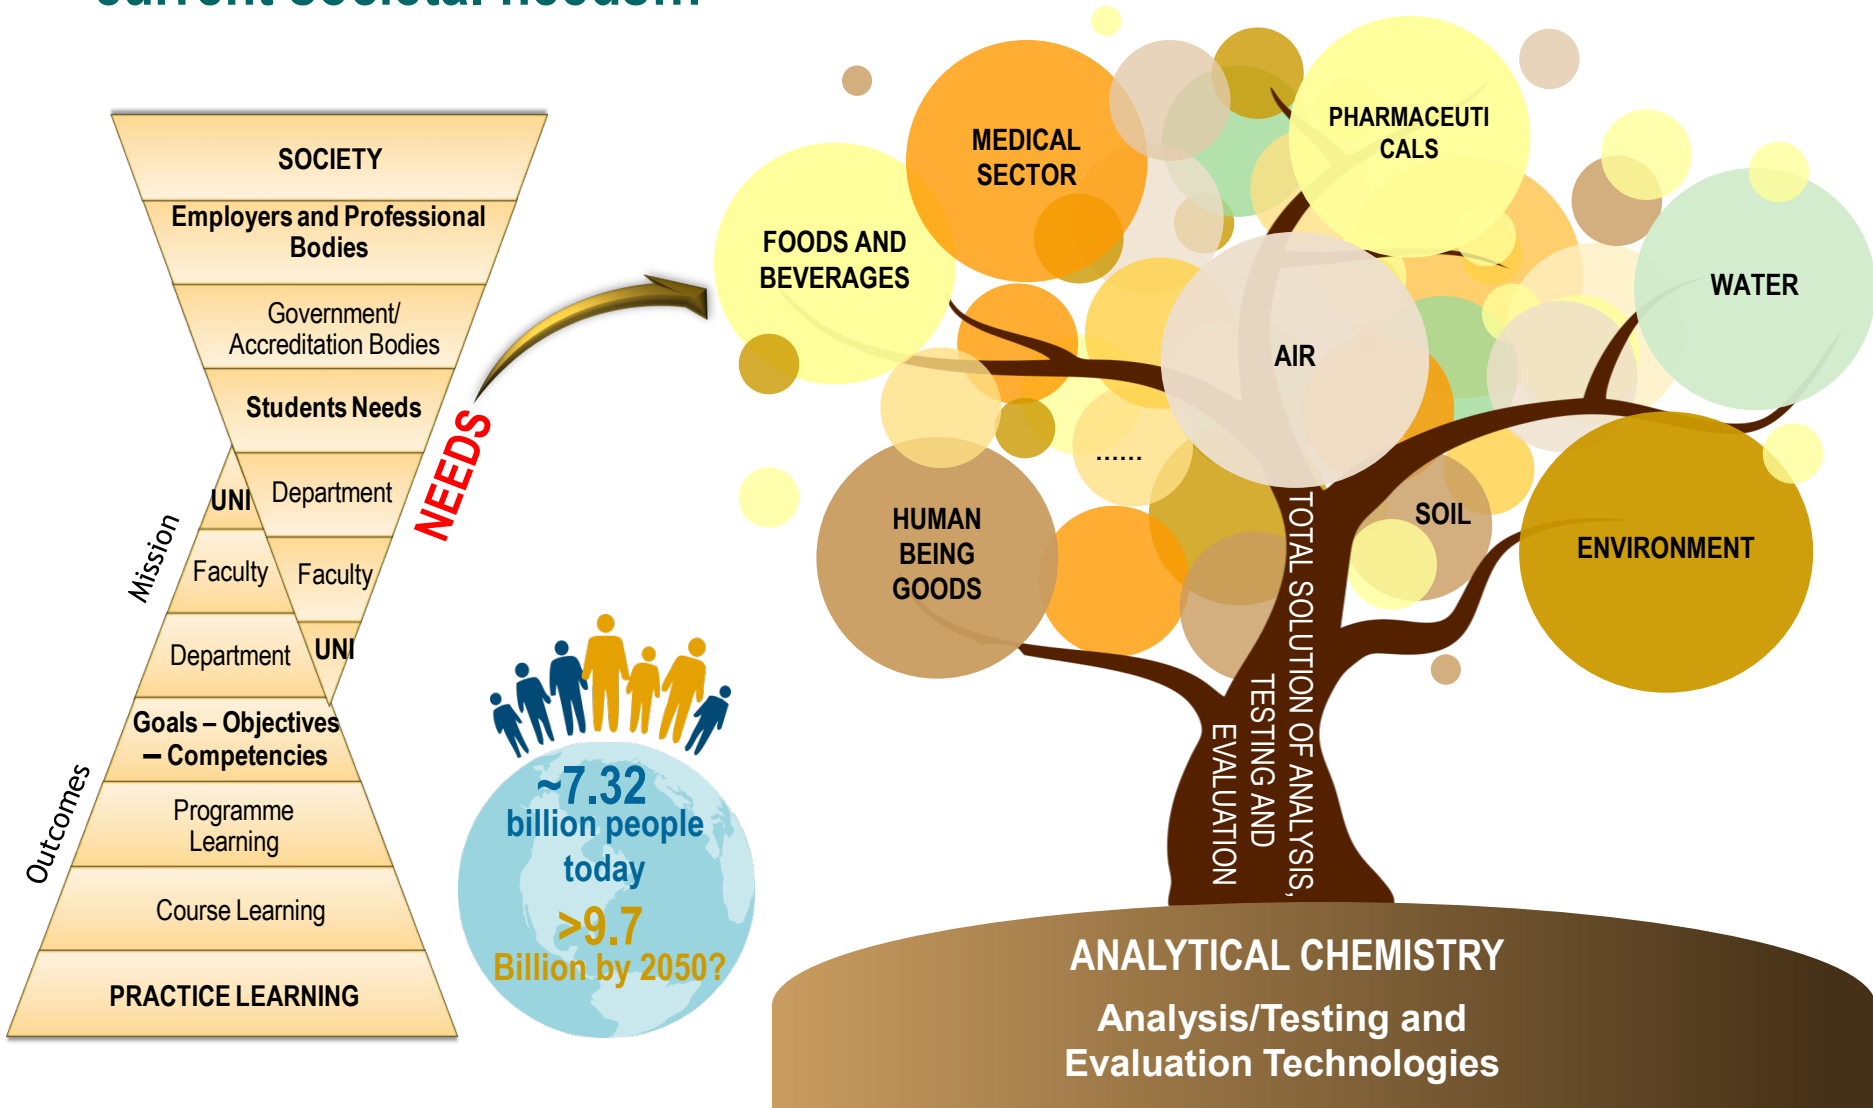 current societal needs...
SOCIETY
Employers and Professional
Bodies
Government/
Accreditation Bodies
Students Needs
UNI
Department
Faculty
Faculty
Department
UNI
Goals – Objectives
– Competencies
Programme
Learning
Course Learning
PRACTICE LEARNING
Mission
Outcomes
NEEDS
~7.32
billion people
today
>9.7
Billion by 2050?
FOODS AND
BEVERAGES
MEDICAL
SECTOR
PHARMACEUTI
CALS
WATER
AIR
......
HUMAN
BEING
GOODS
SOIL
ENVIRONMENT
TOTAL SOLUTION OF ANALYSIS,
TESTING AND
EVALUATION
ANALYTICAL CHEMISTRY
Analysis/Testing and
Evaluation Technologies